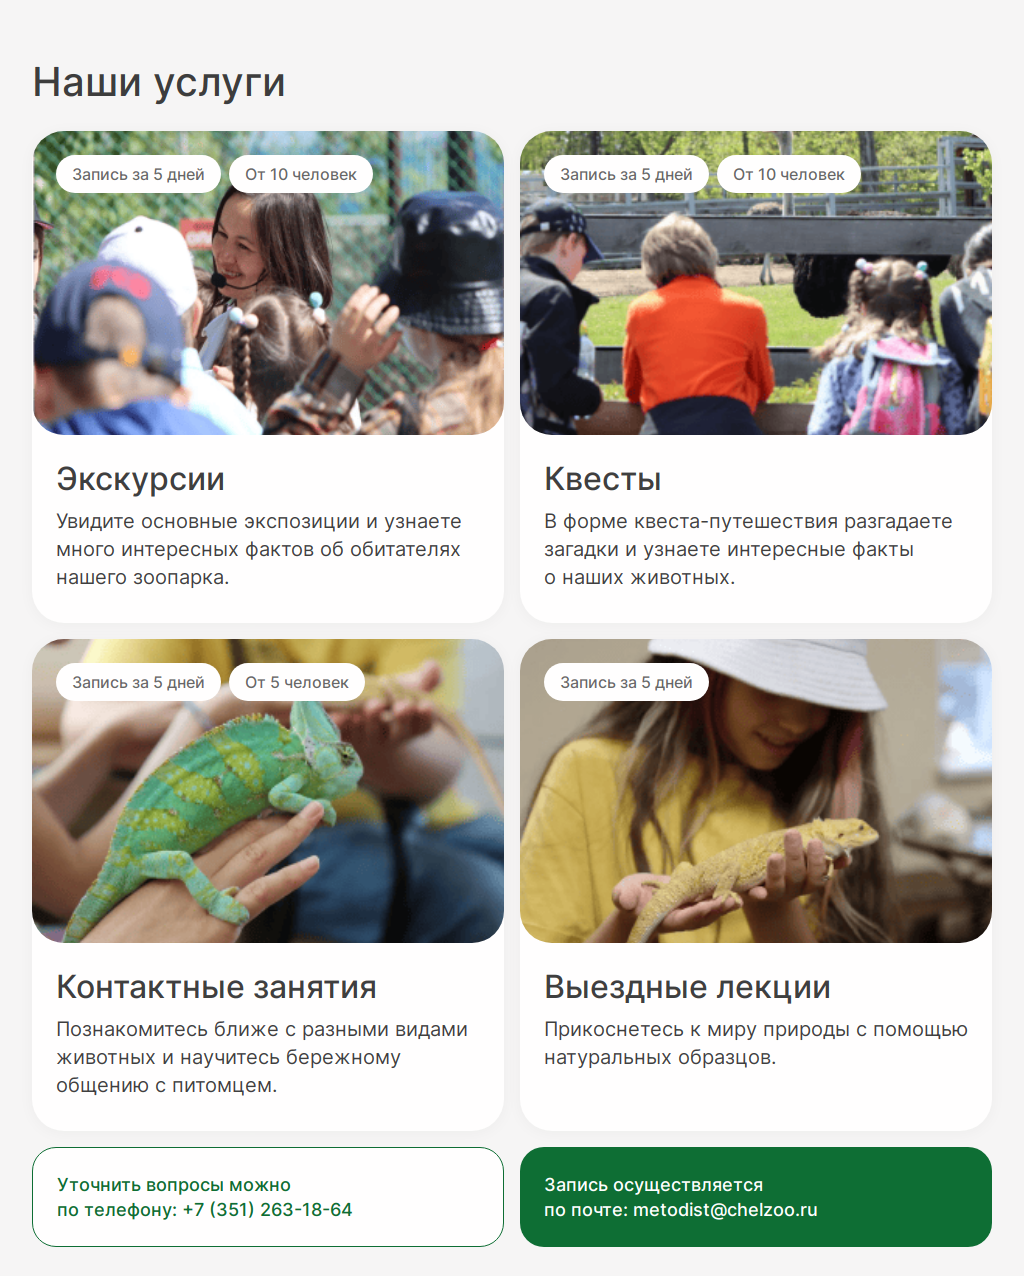 Наши услуги
Запись за 5 дней
От 10 человек
Запись за 5 дней
От 10 человек
Экскурсии
Увидите основные экспозиции и узнаете
много интересных фактов об обитателях
нашего зоопарка.
Квесты
В форме квеста-путешествия разгадаете
загадки и узнаете интересные факты
о наших животных.
Запись за 5 дней
От 5 человек
Запись за 5 дней
Контактные занятия
Познакомитесь ближе с разными видами
животных и научитесь бережному
общению с питомцем.
Выездные лекции
Прикоснетесь к миру природы с помощью
натуральных образцов.
Уточнить вопросы можно
по телефону: +7 (351) 263-18-64
Запись осуществляется
по почте: metodist@chelzoo.ru